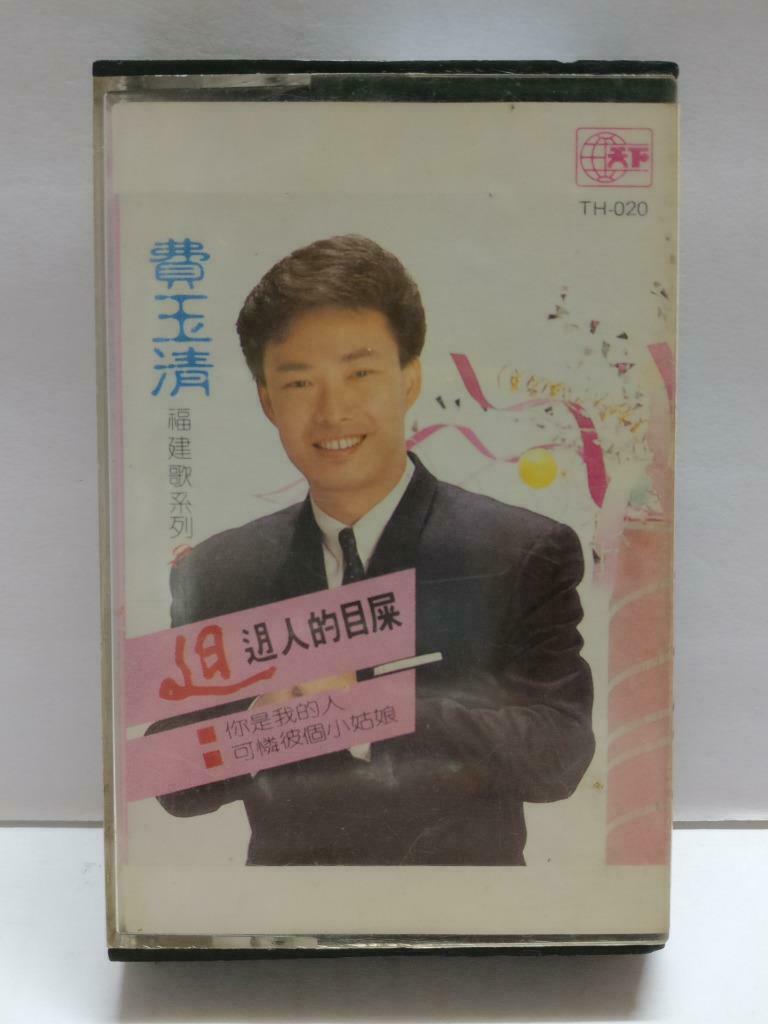 天下
TH-020
費玉清
福建歌系列
𨑨迌人的目屎
你是我的人
可憐彼個小姑娘